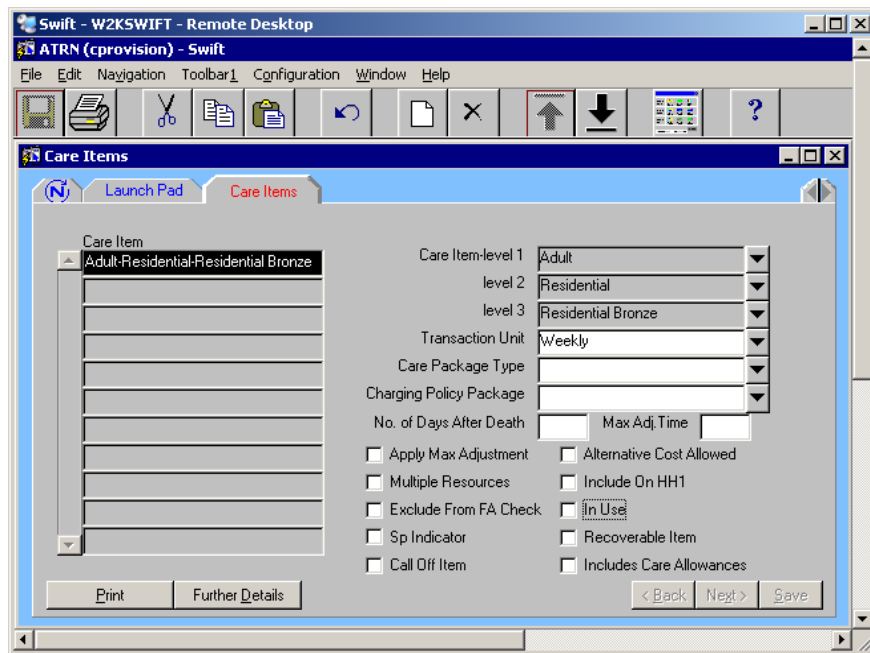 Swift - W2KSWIFT - Remote Desktop
ATRN (cprovision) - Swift
File Edit Navigation Toolbar1 Configuration Window Help
?
Care Items
N Launch Pad Care Items
Care Item
Adult-Residential-Residential Bronze
Care Item-level 1 Adult
level 2 Residential
level 3 Residential Bronze
Transaction Unit Weekly
Care Package Type
Charging Policy Package
No. of Days After Death Max Adj.Time
Apply Max Adjustment Alternative Cost Allowed
Multiple Resources Include On HH1
Exclude From FA Check In Use
Sp Indicator Recoverable Item
Call Off Item Includes Care Allowances
Print Further Details < Back Next > Save